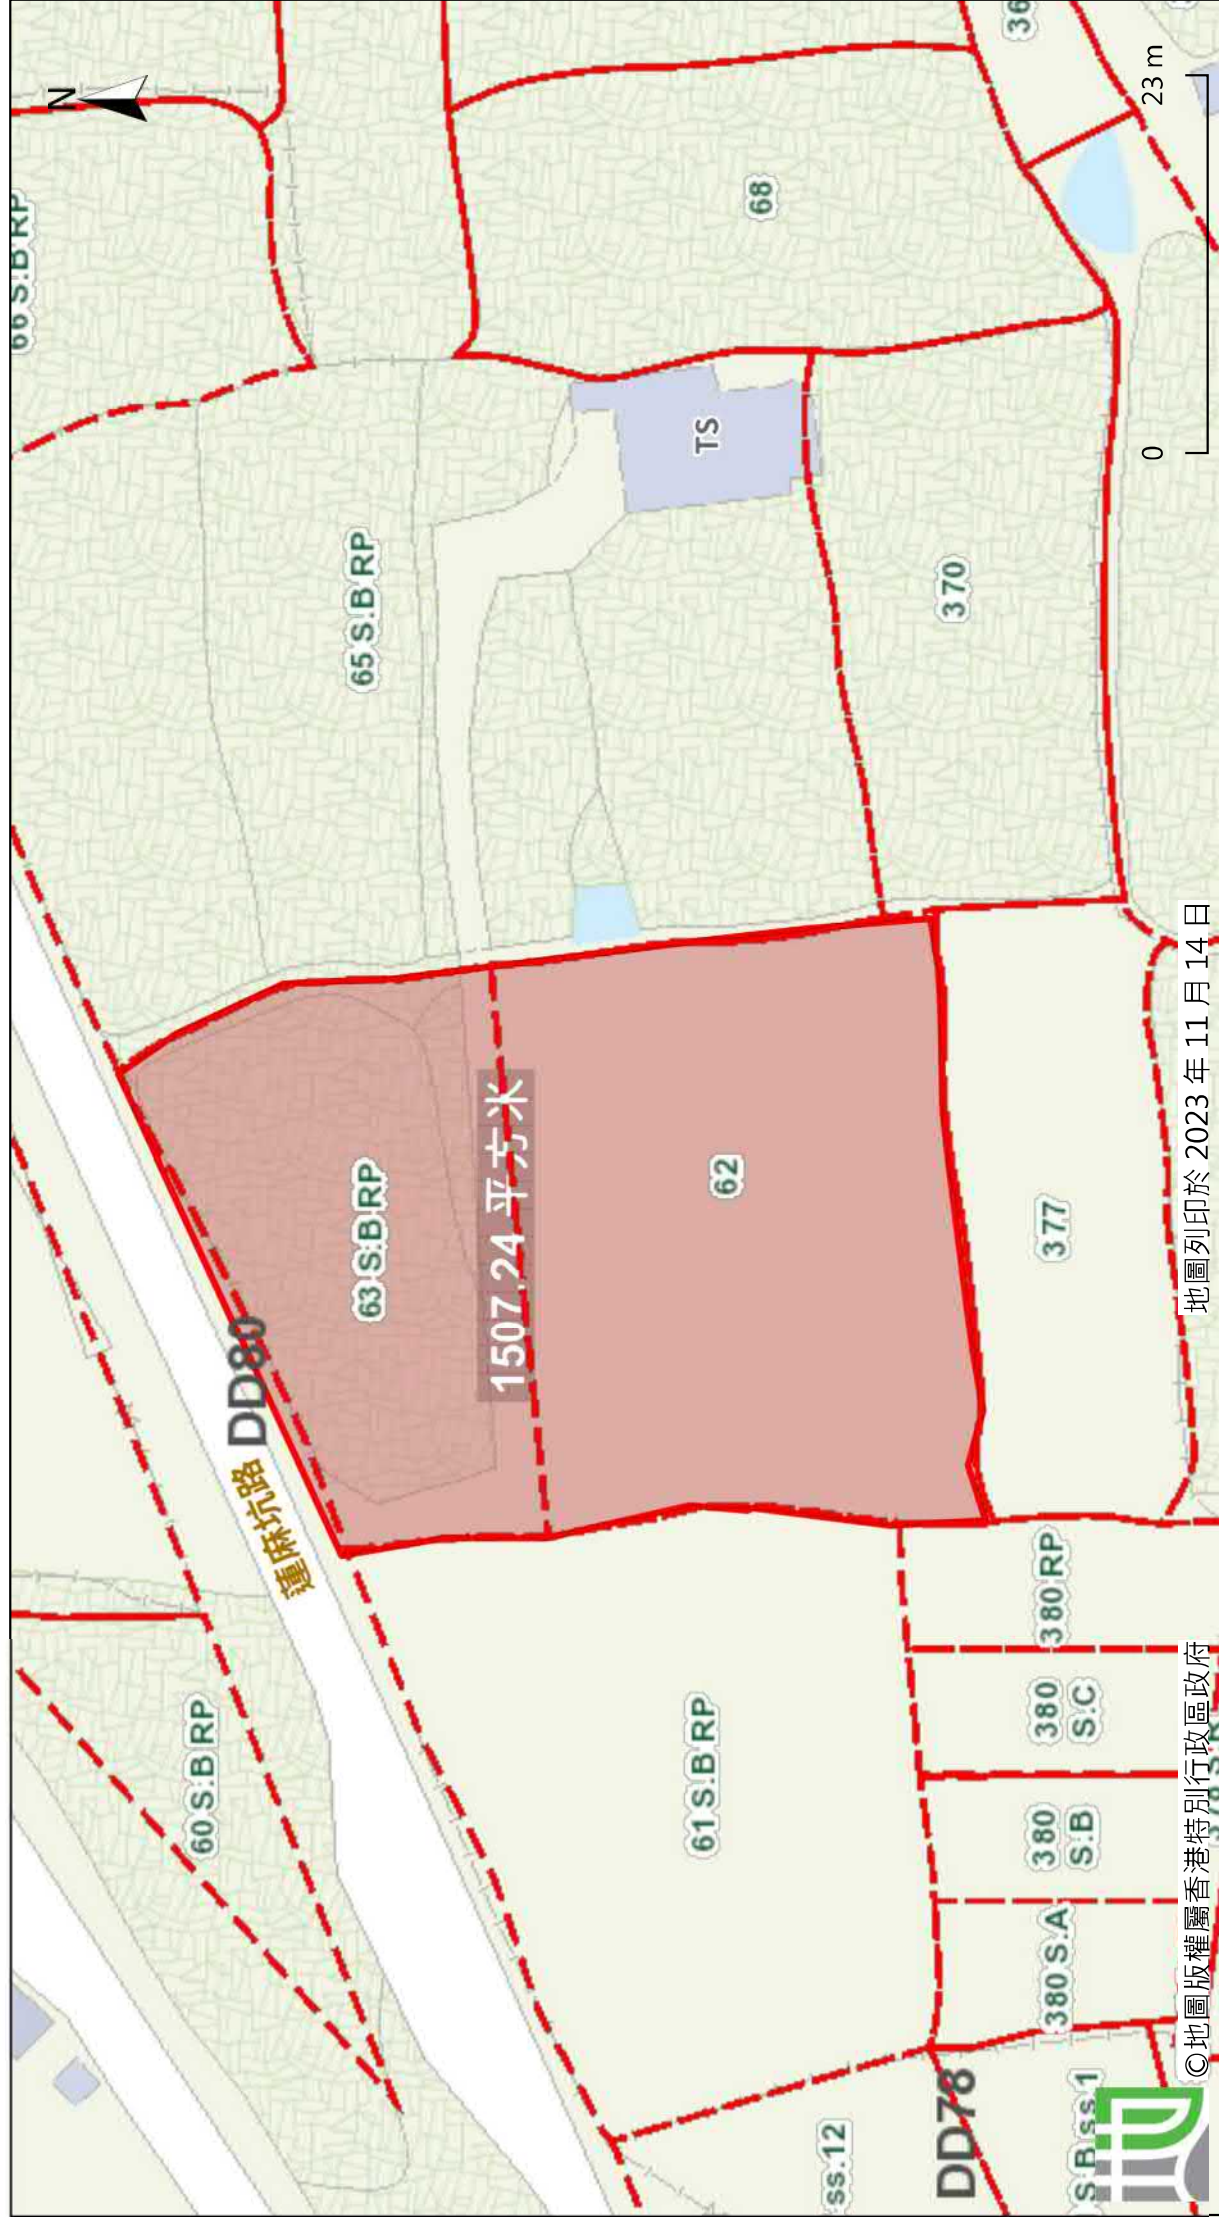 N
66 S.B RP
36
68
65 S.B RP
TS
370
63 S.B RP
1507.24 平方米
62
377
DD80
蓮麻坑路
60 S.B RP
61 S.B RP
380 RP
380
S.C
380
S.B
380 S.A
DD78
ss.12
S.B ss.1
0
23 m
©地圖版權屬香港特別行政區政府
地圖列印於 2023 年 11 月 14 日